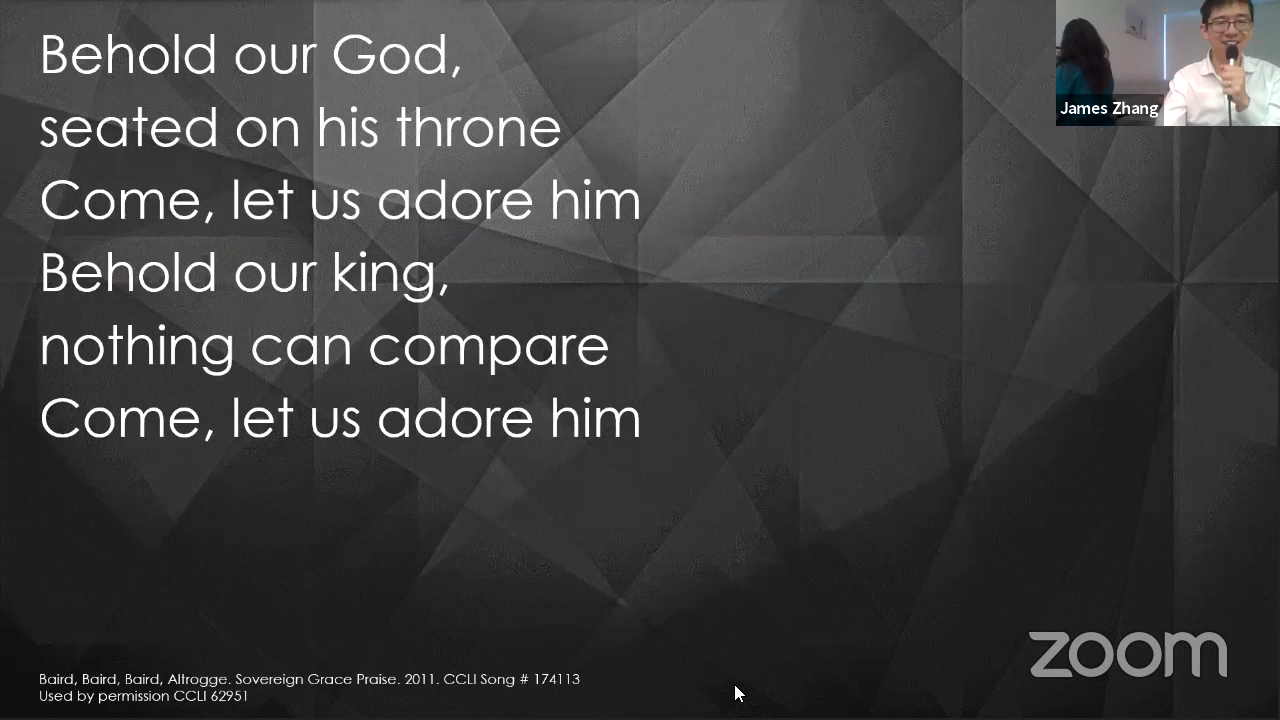 Behold our God,
seated on his throne
Come, let us adore him
Behold our king,
nothing can compare
Come, let us adore him
James Zhang
zoom
Baird, Baird, Baird, Altrogge. Sovereign Grace Praise. 2011. CCLI Song # 174113
Used by permission CCLI 62951